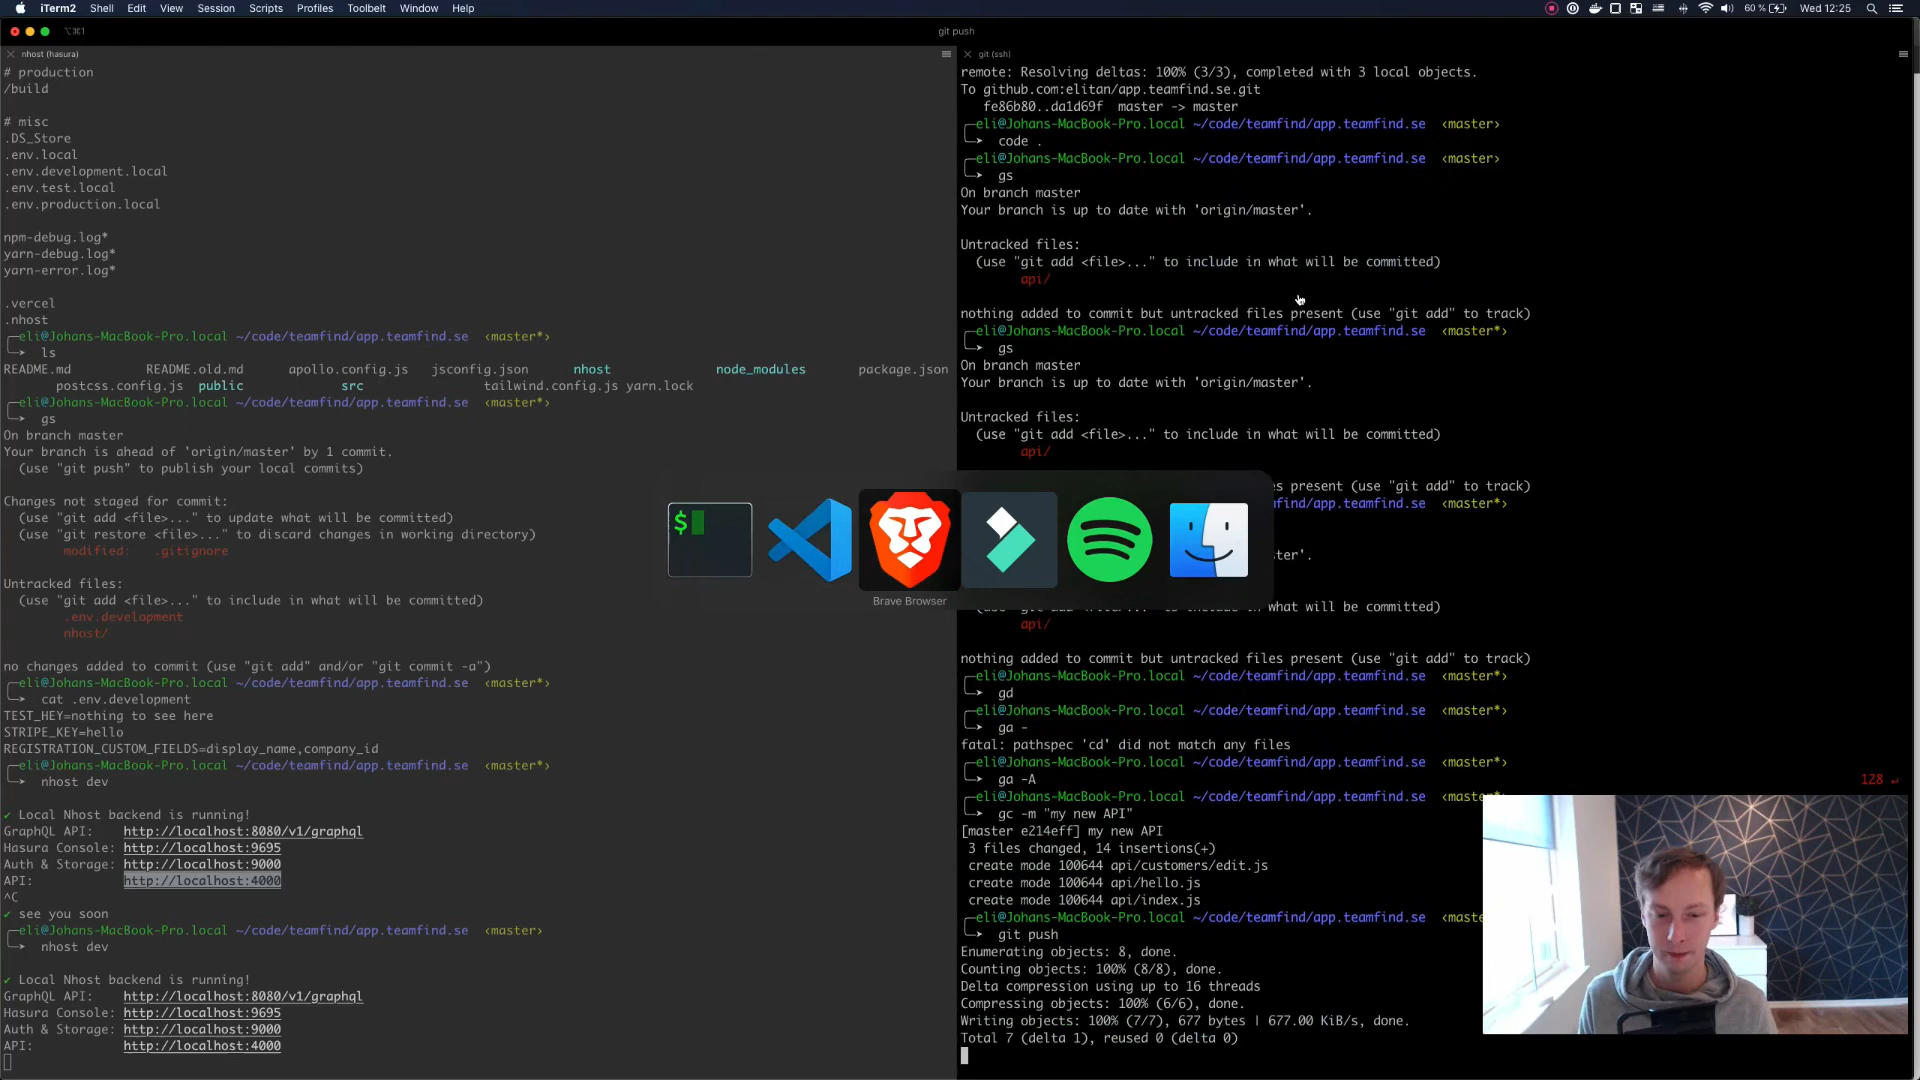 iTerm2 Shell Edit View Session Scripts Profiles Toolbelt Window Help
60 % Wed 12:25
⌥⌘1 git push
nhost (hasura)
# production
/build
# misc
.DS_Store
.env.local
.env.development.local
.env.test.local
.env.production.local
npm-debug.log*
yarn-debug.log*
yarn-error.log*
.vercel
.nhost
eli@Johans-MacBook-Pro.local ~/code/teamfind/app.teamfind.se ‹master*›
ls
README.md README.old.md apollo.config.js jsconfig.json nhost node_modules package.json
postcss.config.js public src tailwind.config.js yarn.lock
eli@Johans-MacBook-Pro.local ~/code/teamfind/app.teamfind.se ‹master*›
gs
On branch master
Your branch is ahead of 'origin/master' by 1 commit.
(use "git push" to publish your local commits)
Changes not staged for commit:
(use "git add <file>..." to update what will be committed)
(use "git restore <file>..." to discard changes in working directory)
modified: .gitignore
Untracked files:
(use "git add <file>..." to include in what will be committed)
.env.development
nhost/
no changes added to commit (use "git add" and/or "git commit -a")
eli@Johans-MacBook-Pro.local ~/code/teamfind/app.teamfind.se ‹master*›
cat .env.development
TEST_HEY=nothing to see here
STRIPE_KEY=hello
REGISTRATION_CUSTOM_FIELDS=display_name,company_id
eli@Johans-MacBook-Pro.local ~/code/teamfind/app.teamfind.se ‹master*›
nhost dev
✔ Local Nhost backend is running!
GraphQL API: http://localhost:8080/v1/graphql
Hasura Console: http://localhost:9695
Auth & Storage: http://localhost:9000
API: http://localhost:4000
^C
✔ see you soon
eli@Johans-MacBook-Pro.local ~/code/teamfind/app.teamfind.se ‹master›
nhost dev
✔ Local Nhost backend is running!
GraphQL API: http://localhost:8080/v1/graphql
Hasura Console: http://localhost:9695
Auth & Storage: http://localhost:9000
API: http://localhost:4000
git (ssh)
remote: Resolving deltas: 100% (3/3), completed with 3 local objects.
To github.com:elitan/app.teamfind.se.git
fe86b80..da1d69f master -> master
eli@Johans-MacBook-Pro.local ~/code/teamfind/app.teamfind.se ‹master›
code .
eli@Johans-MacBook-Pro.local ~/code/teamfind/app.teamfind.se ‹master›
gs
On branch master
Your branch is up to date with 'origin/master'.
Untracked files:
(use "git add <file>..." to include in what will be committed)
api/
nothing added to commit but untracked files present (use "git add" to track)
eli@Johans-MacBook-Pro.local ~/code/teamfind/app.teamfind.se ‹master*›
gs
On branch master
Your branch is up to date with 'origin/master'.
Untracked files:
(use "git add <file>..." to include in what will be committed)
api/
es present (use "git add" to track)
find.se ‹master*›
ster'.
to include in what will be committed)
api/
nothing added to commit but untracked files present (use "git add" to track)
eli@Johans-MacBook-Pro.local ~/code/teamfind/app.teamfind.se ‹master*›
gd
eli@Johans-MacBook-Pro.local ~/code/teamfind/app.teamfind.se ‹master*›
ga -
fatal: pathspec 'cd' did not match any files
eli@Johans-MacBook-Pro.local ~/code/teamfind/app.teamfind.se ‹master*›
ga -A 128 ↵
eli@Johans-MacBook-Pro.local ~/code/teamfind/app.teamfind.se ‹master*›
gc -m "my new API"
[master e214eff] my new API
3 files changed, 14 insertions(+)
create mode 100644 api/customers/edit.js
create mode 100644 api/hello.js
create mode 100644 api/index.js
eli@Johans-MacBook-Pro.local ~/code/teamfind/app.teamfind.se ‹maste
git push
Enumerating objects: 8, done.
Counting objects: 100% (8/8), done.
Delta compression using up to 16 threads
Compressing objects: 100% (6/6), done.
Writing objects: 100% (7/7), 677 bytes | 677.00 KiB/s, done.
Total 7 (delta 1), reused 0 (delta 0)
$
Brave Browser